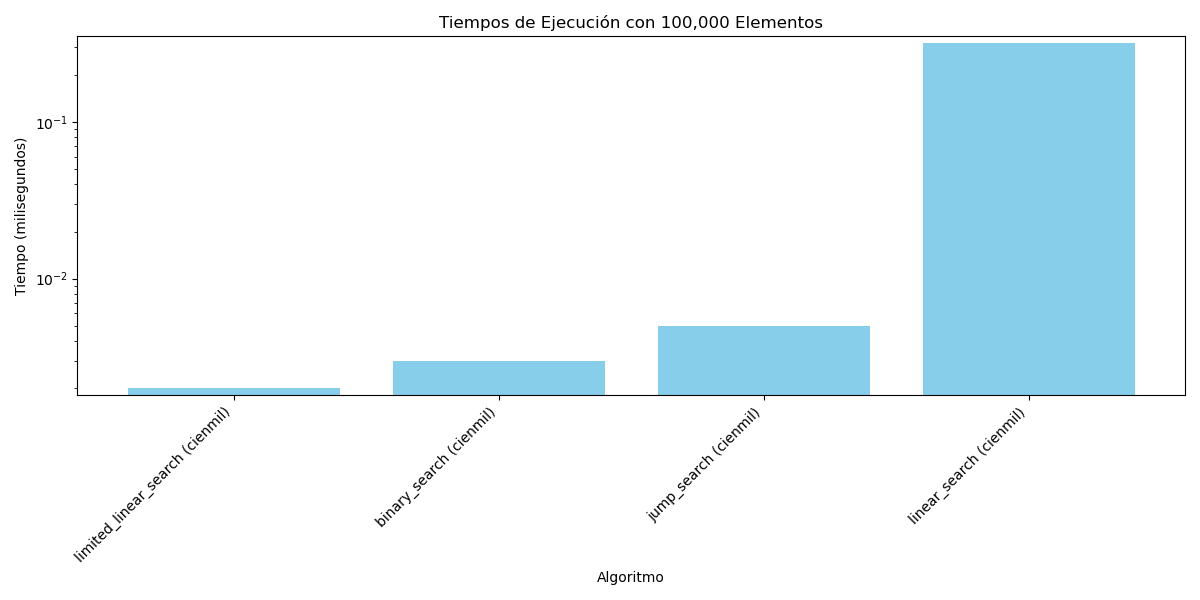 Tiempos de Ejecución con 100,000 Elementos
Tiempo (milisegundos)
10⁻¹
10⁻²
limited_linear_search (cienmil)
binary_search (cienmil)
jump_search (cienmil)
linear_search (cienmil)
Algoritmo